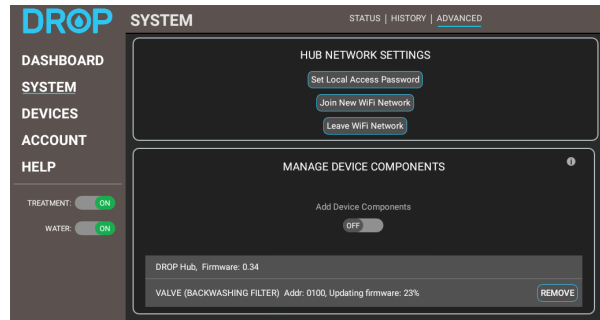 DROP
SYSTEM
STATUS | HISTORY | ADVANCED
DASHBOARD
SYSTEM
DEVICES
ACCOUNT
HELP
TREATMENT: ON
WATER: ON
HUB NETWORK SETTINGS
Set Local Access Password
Join New WiFi Network
Leave WiFi Network
MANAGE DEVICE COMPONENTS
i
Add Device Components
OFF
DROP Hub, Firmware: 0.34
VALVE (BACKWASHING FILTER) Addr: 0100, Updating firmware: 23% REMOVE